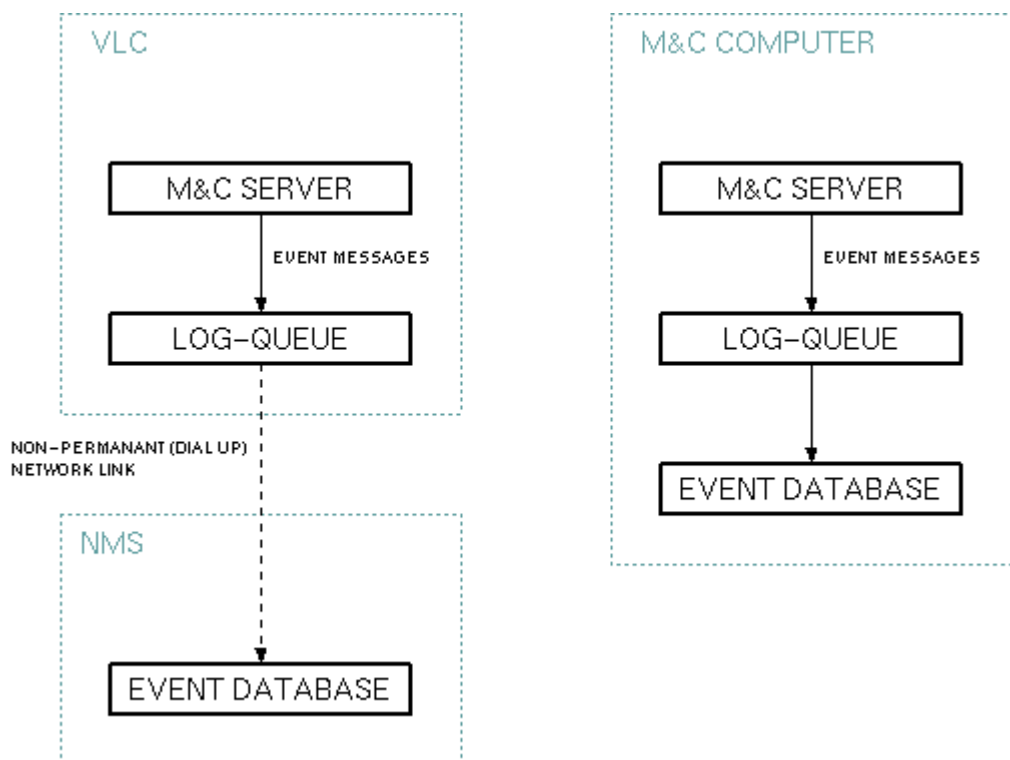 VLC
M&C SERVER
EVENT MESSAGES
LOG-QUEUE
NON-PERMANANT (DIAL UP)
NETWORK LINK
NMS
EVENT DATABASE
M&C COMPUTER
M&C SERVER
EVENT MESSAGES
LOG-QUEUE
EVENT DATABASE